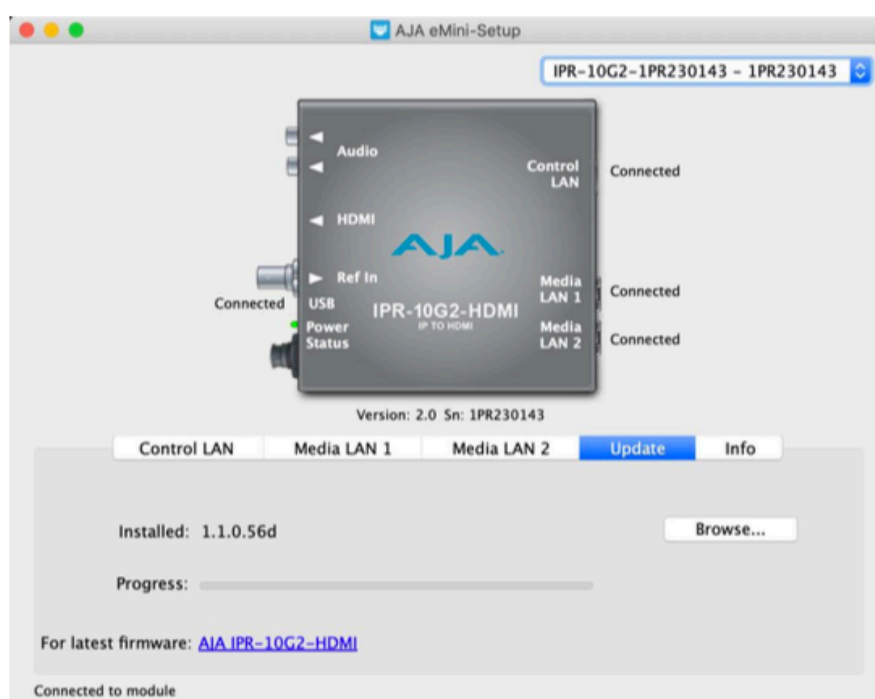 AJA eMini-Setup
IPR-10G2-1PR230143 - 1PR230143
Audio
Control
LAN
Connected
HDMI
AJA
Ref In
Connected
USB
Media
LAN 1
Connected
IPR-10G2-HDMI
IP TO HDMI
Power
Status
Media
LAN 2
Connected
Version: 2.0 Sn: 1PR230143
Control LAN
Media LAN 1
Media LAN 2
Update
Info
Installed: 1.1.0.56d
Browse...
Progress:
For latest firmware: AJA IPR-10G2-HDMI
Connected to module